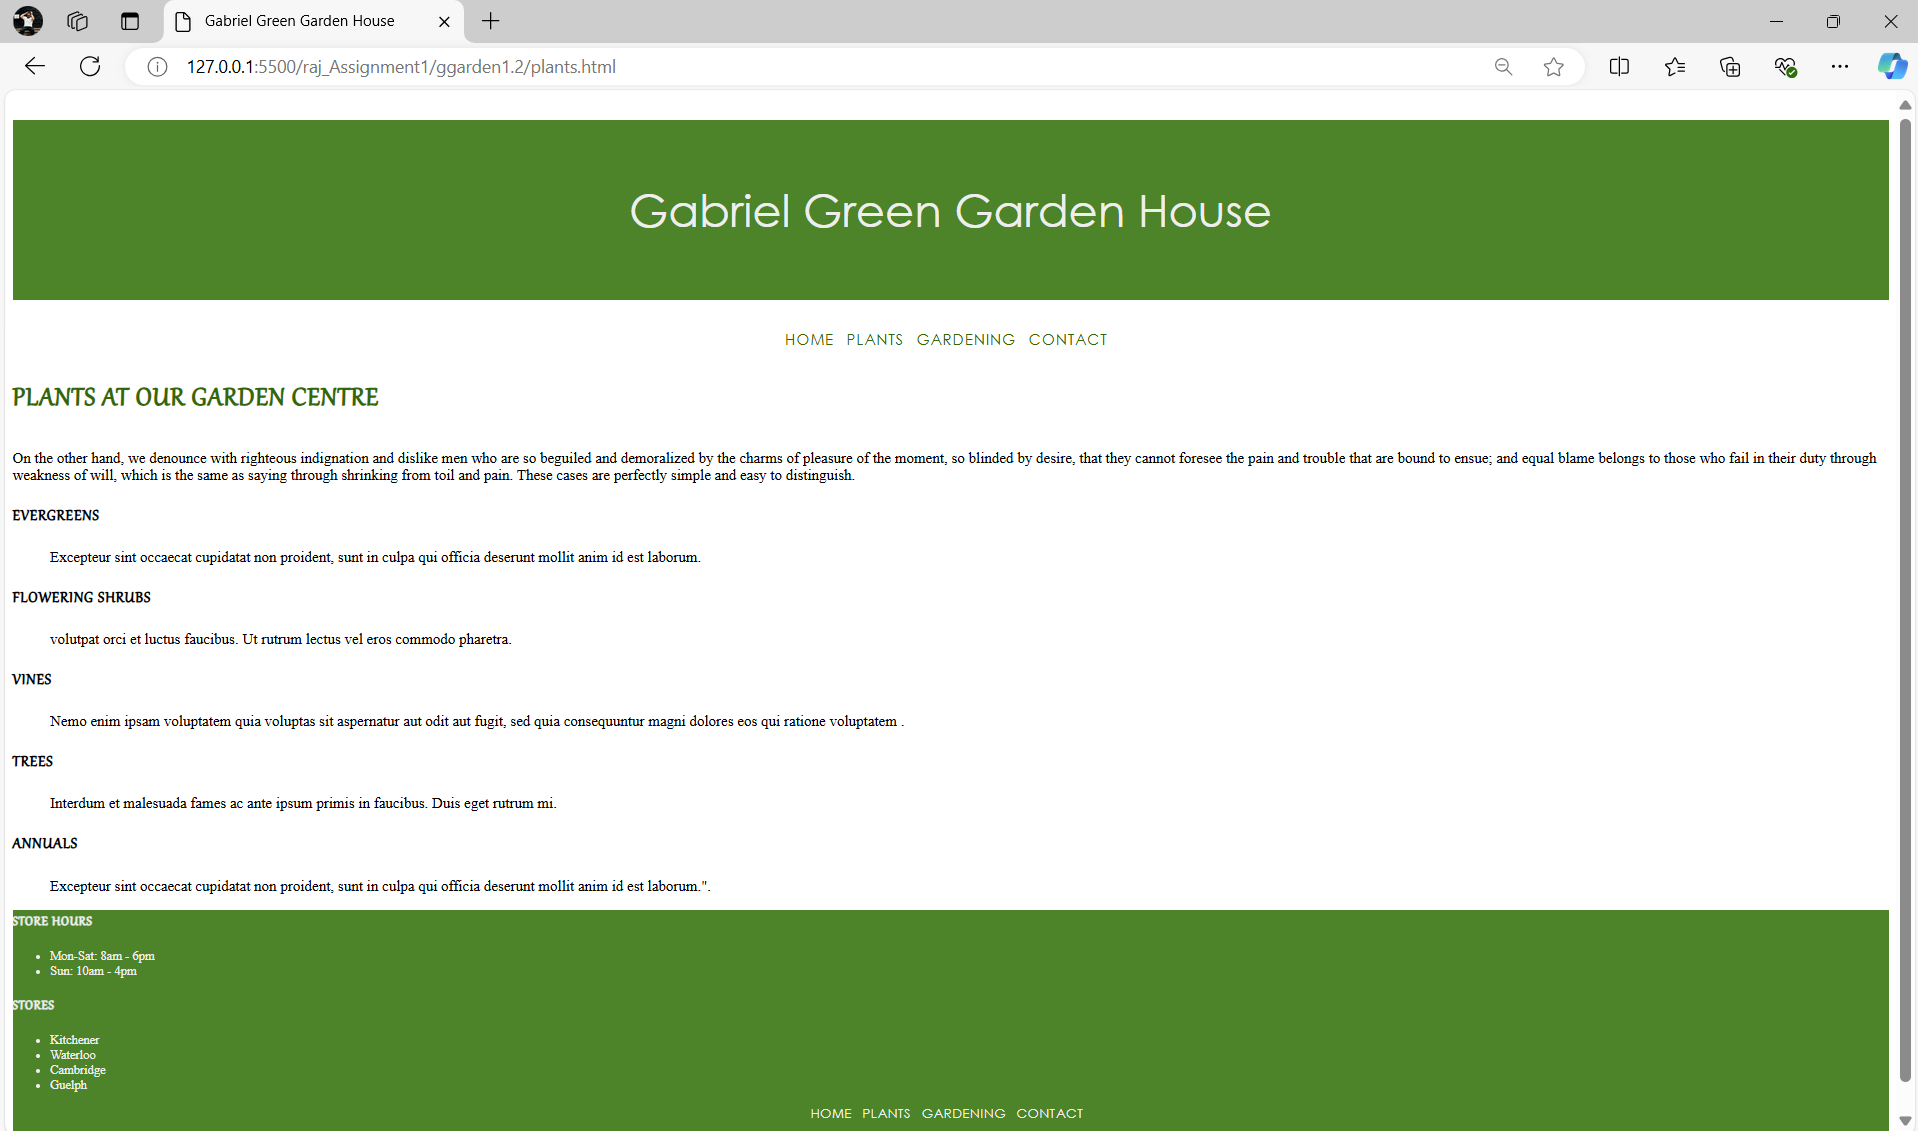 Gabriel Green Garden House
127.0.0.1:5500/raj_Assignment1/ggarden1.2/plants.html
Gabriel Green Garden House
HOME PLANTS GARDENING CONTACT
PLANTS AT OUR GARDEN CENTRE
On the other hand, we denounce with righteous indignation and dislike men who are so beguiled and demoralized by the charms of pleasure of the moment, so blinded by desire, that they cannot foresee the pain and trouble that are bound to ensue; and equal blame belongs to those who fail in their duty through
weakness of will, which is the same as saying through shrinking from toil and pain. These cases are perfectly simple and easy to distinguish.
EVERGREENS
Excepteur sint occaecat cupidatat non proident, sunt in culpa qui officia deserunt mollit anim id est laborum.
FLOWERING SHRUBS
volutpat orci et luctus faucibus. Ut rutrum lectus vel eros commodo pharetra.
VINES
Nemo enim ipsam voluptatem quia voluptas sit aspernatur aut odit aut fugit, sed quia consequuntur magni dolores eos qui ratione voluptatem .
TREES
Interdum et malesuada fames ac ante ipsum primis in faucibus. Duis eget rutrum mi.
ANNUALS
Excepteur sint occaecat cupidatat non proident, sunt in culpa qui officia deserunt mollit anim id est laborum.".
STORE HOURS
• Mon-Sat: 8am - 6pm
• Sun: 10am - 4pm
STORES
• Kitchener
• Waterloo
• Cambridge
• Guelph
HOME PLANTS GARDENING CONTACT